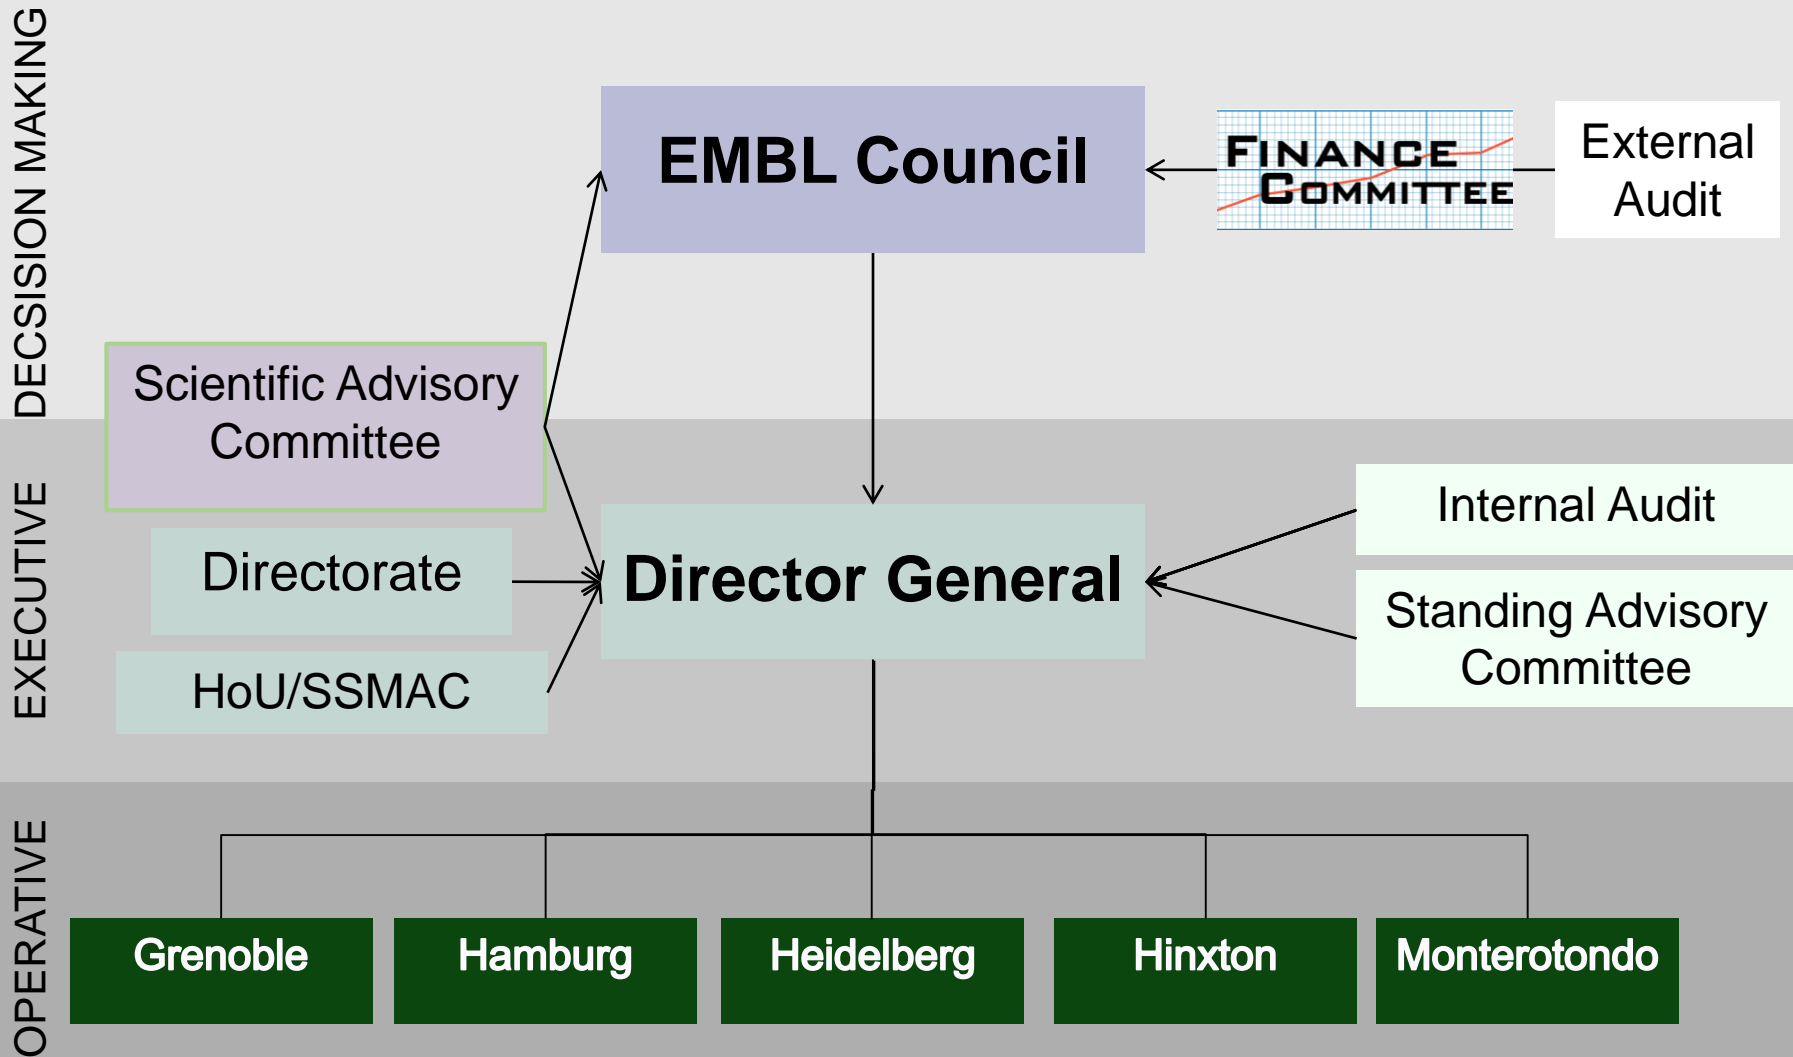 DECSISION MAKING
EMBL Council
FINANCE
COMMITTEE
External
Audit
Scientific Advisory
Committee
EXECUTIVE
Directorate
HoU/SSMAC
Director General
Internal Audit
Standing Advisory
Committee
OPERATIVE
Grenoble
Hamburg
Heidelberg
Hinxton
Monterotondo